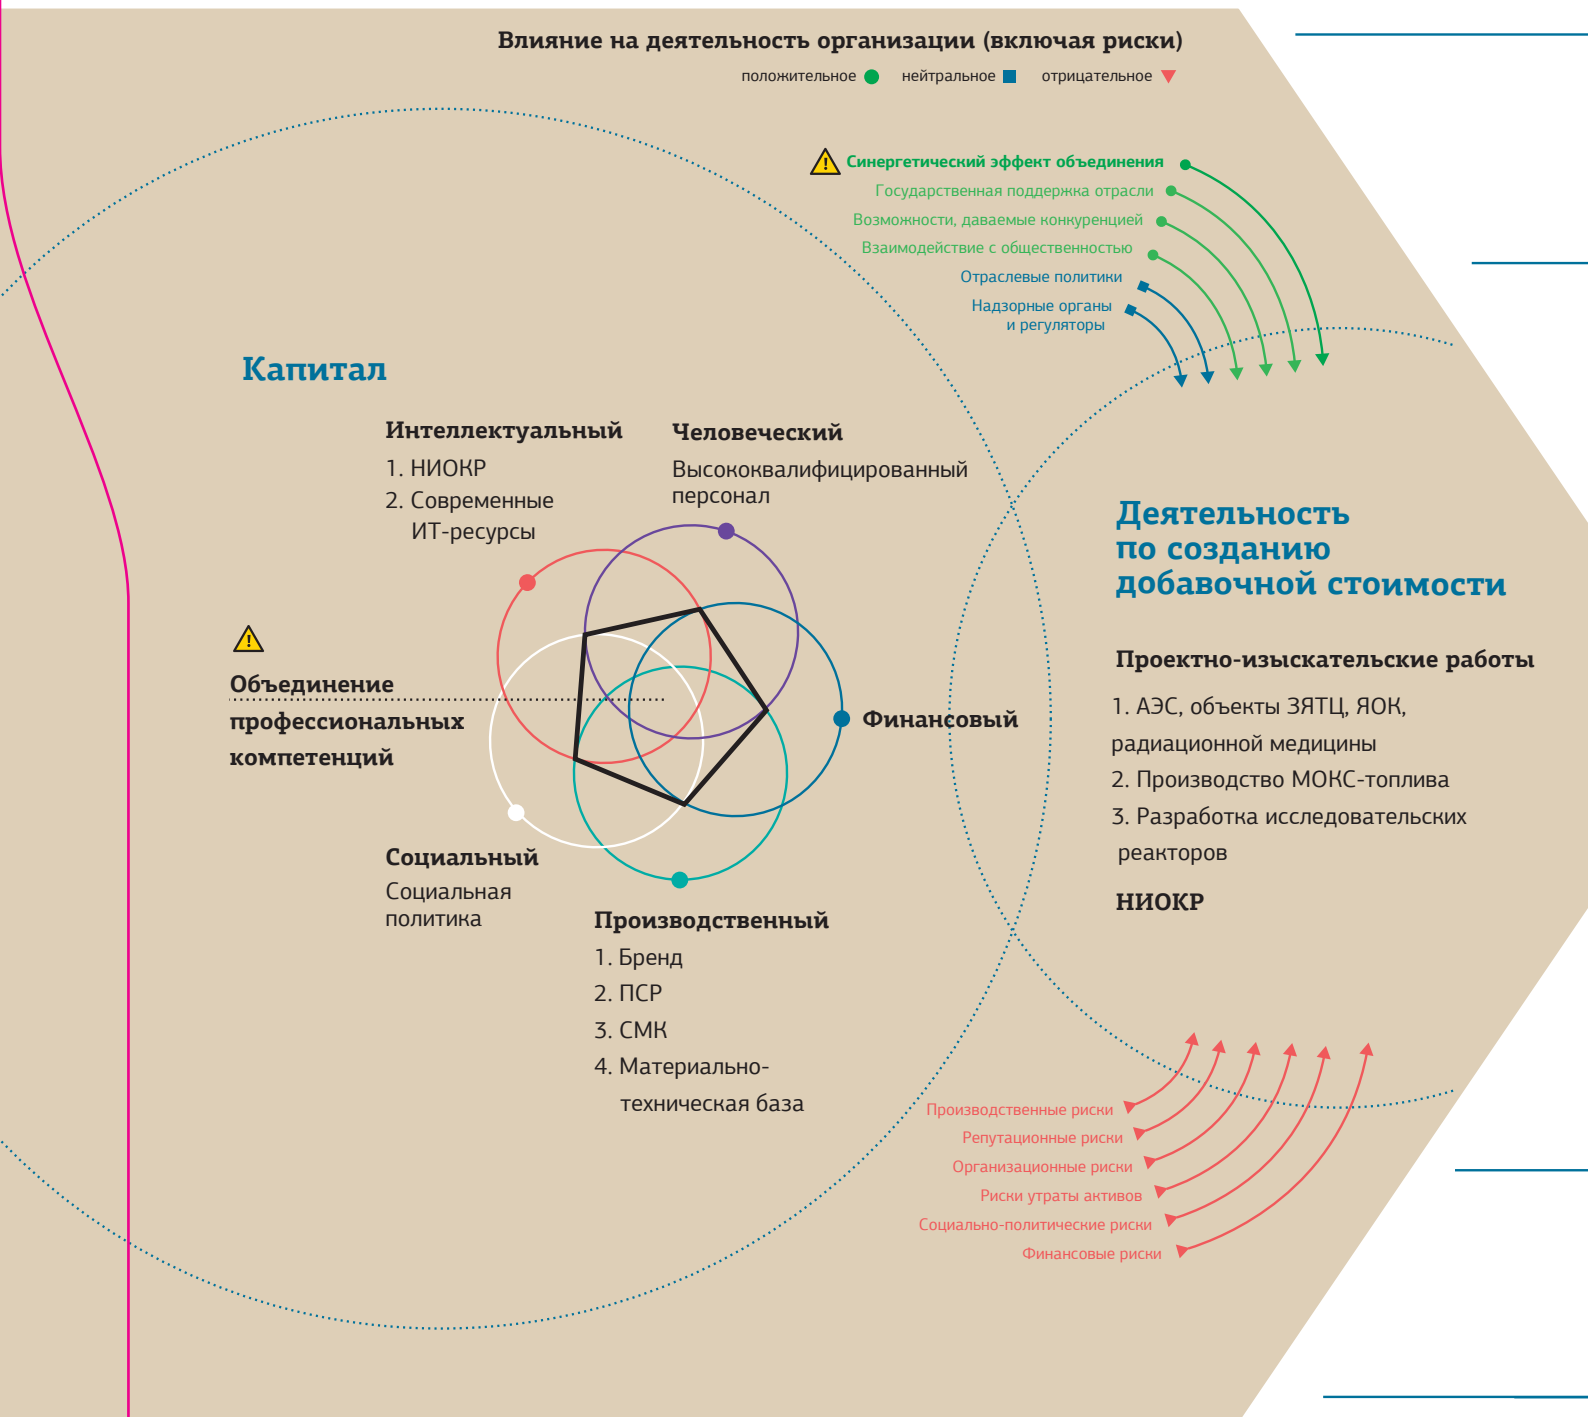 Влияние на деятельность организации (включая риски)
положительное нейтральное отрицательное
Синергетический эффект объединения
Государственная поддержка отрасли
Возможности, даваемые конкуренцией
Взаимодействие с общественностью
Отраслевые политики
Надзорные органы
и регуляторы
Капитал
Интеллектуальный
1. НИОКР
2. Современные
ИТ-ресурсы
Человеческий
Высококвалифицированный
персонал
Объединение
профессиональных
компетенций
Финансовый
Социальный
Социальная
политика
Производственный
1. Бренд
2. ПСР
3. СМК
4. Материально-
техническая база
Деятельность
по созданию
добавочной стоимости
Проектно-изыскательские работы
1. АЭС, объекты ЗЯТЦ, ЯОК,
радиационной медицины
2. Производство МОКС-топлива
3. Разработка исследовательских
реакторов
НИОКР
Производственные риски
Репутационные риски
Организационные риски
Риски утраты активов
Социально-политические риски
Финансовые риски